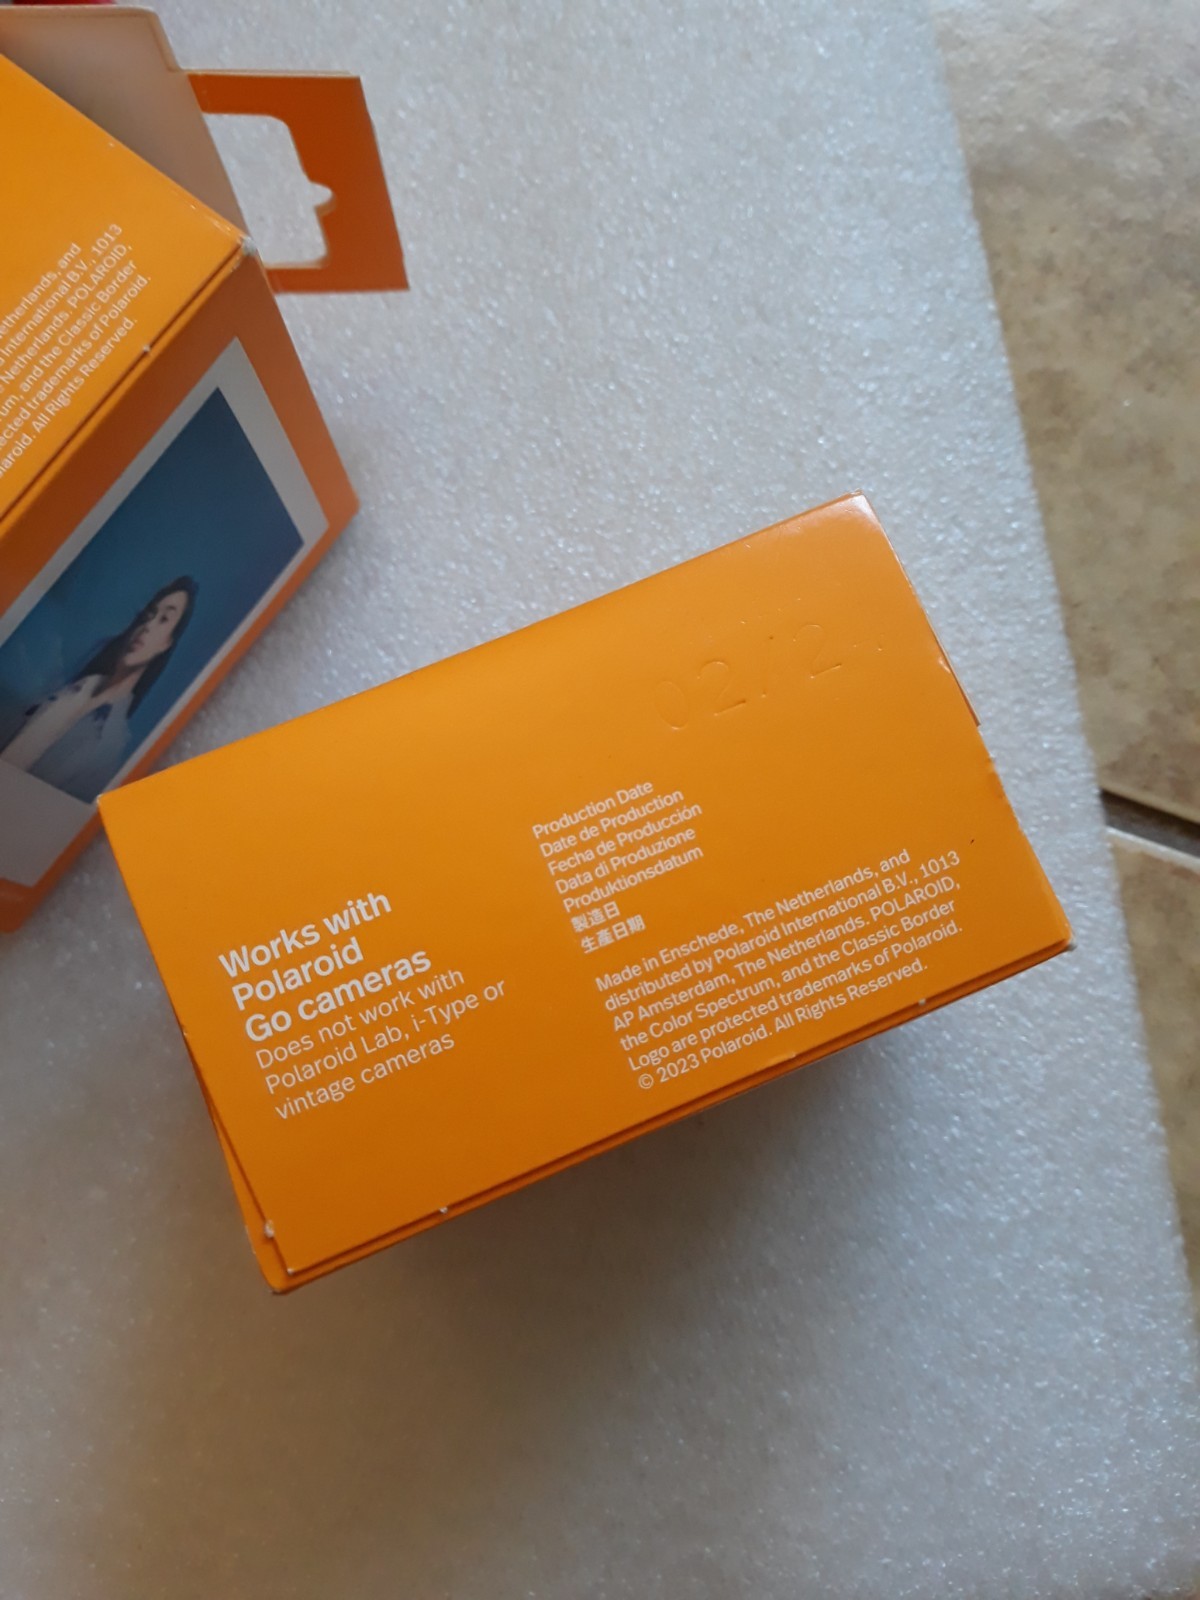 etherlands, and
International B.V., 1013
Netherlands. POLAROID,
um, and the Classic Border
ected trademarks of Polaroid.
aroid. All Rights Reserved.
Production Date
Date de Production
Fecha de Producción
Data di Produzione
Produktionsdatum
製造日
生產日期
Works with
Polaroid
Go cameras
Does not work with
Polaroid Lab, i-Type or
vintage cameras
Made in Enschede, The Netherlands, and
distributed by Polaroid International B.V., 1013
AP Amsterdam, The Netherlands. POLAROID,
the Color Spectrum, and the Classic Border
Logo are protected trademarks of Polaroid.
© 2023 Polaroid. All Rights Reserved.